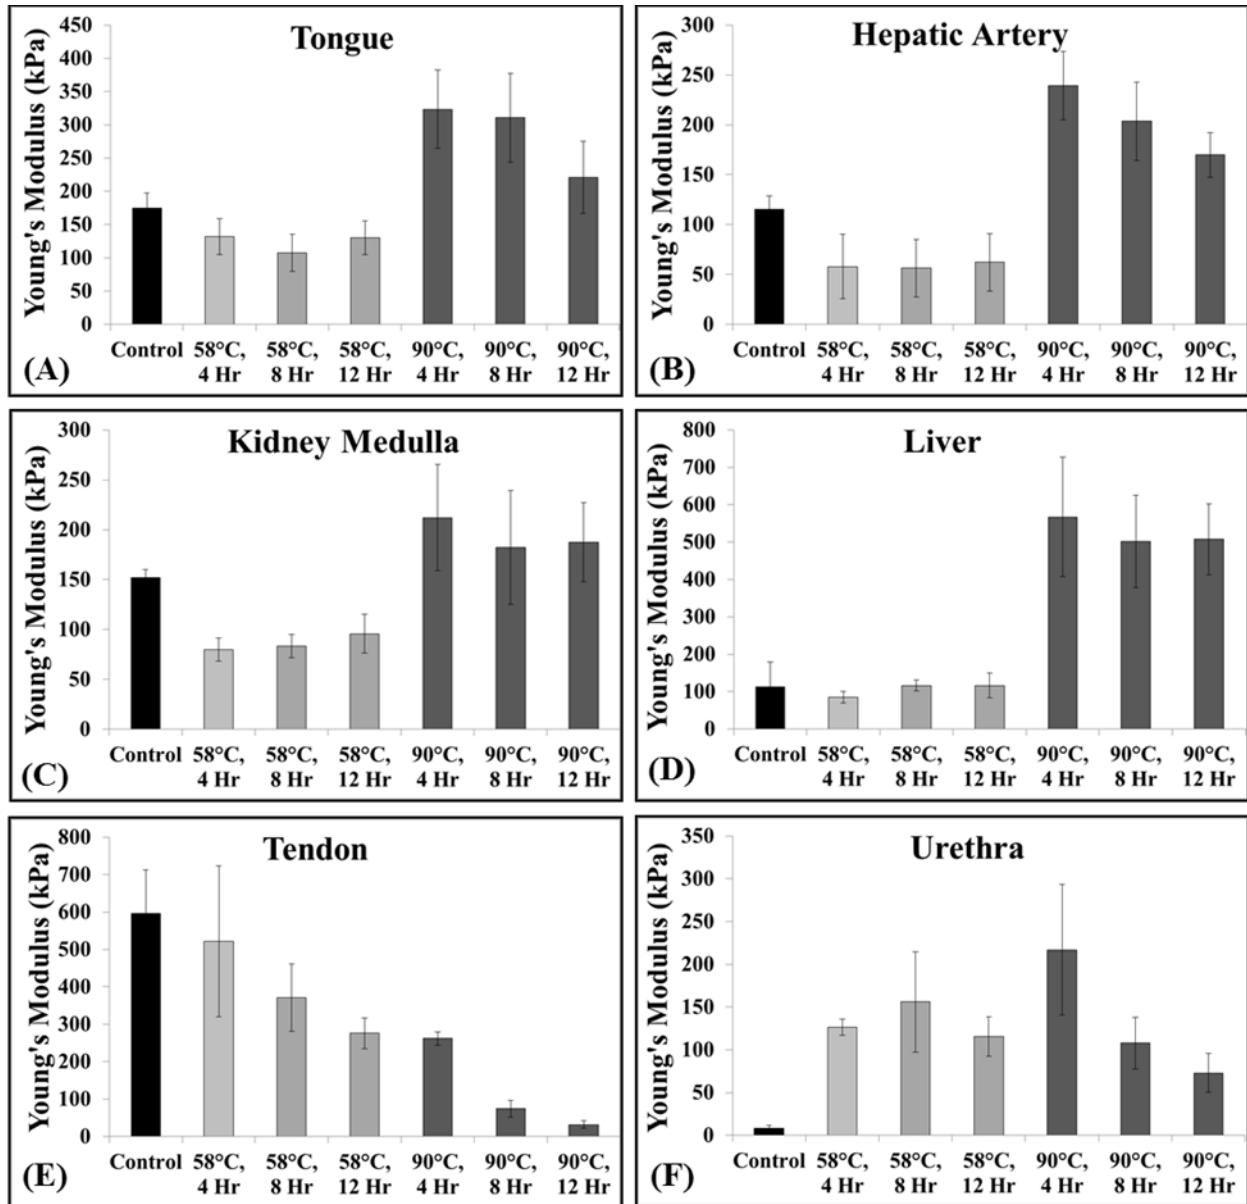 Tongue
Young's Modulus (kPa)
450
400
350
300
250
200
150
100
50
0
Control 58°C, 58°C, 58°C, 90°C, 90°C, 90°C,
4 Hr 8 Hr 12 Hr 4 Hr 8 Hr 12 Hr
(A)
Hepatic Artery
Young's Modulus (kPa)
300
250
200
150
100
50
0
Control 58°C, 58°C, 58°C, 90°C, 90°C, 90°C,
4 Hr 8 Hr 12 Hr 4 Hr 8 Hr 12 Hr
(B)
Kidney Medulla
Young's Modulus (kPa)
300
250
200
150
100
50
0
Control 58°C, 58°C, 58°C, 90°C, 90°C, 90°C,
4 Hr 8 Hr 12 Hr 4 Hr 8 Hr 12 Hr
(C)
Liver
Young's Modulus (kPa)
800
700
600
500
400
300
200
100
0
Control 58°C, 58°C, 58°C, 90°C, 90°C, 90°C,
4 Hr 8 Hr 12 Hr 4 Hr 8 Hr 12 Hr
(D)
Tendon
Young's Modulus (kPa)
800
700
600
500
400
300
200
100
0
Control 58°C, 58°C, 58°C, 90°C, 90°C, 90°C,
4 Hr 8 Hr 12 Hr 4 Hr 8 Hr 12 Hr
(E)
Urethra
Young's Modulus (kPa)
350
300
250
200
150
100
50
0
Control 58°C, 58°C, 58°C, 90°C, 90°C, 90°C,
4 Hr 8 Hr 12 Hr 4 Hr 8 Hr 12 Hr
(F)